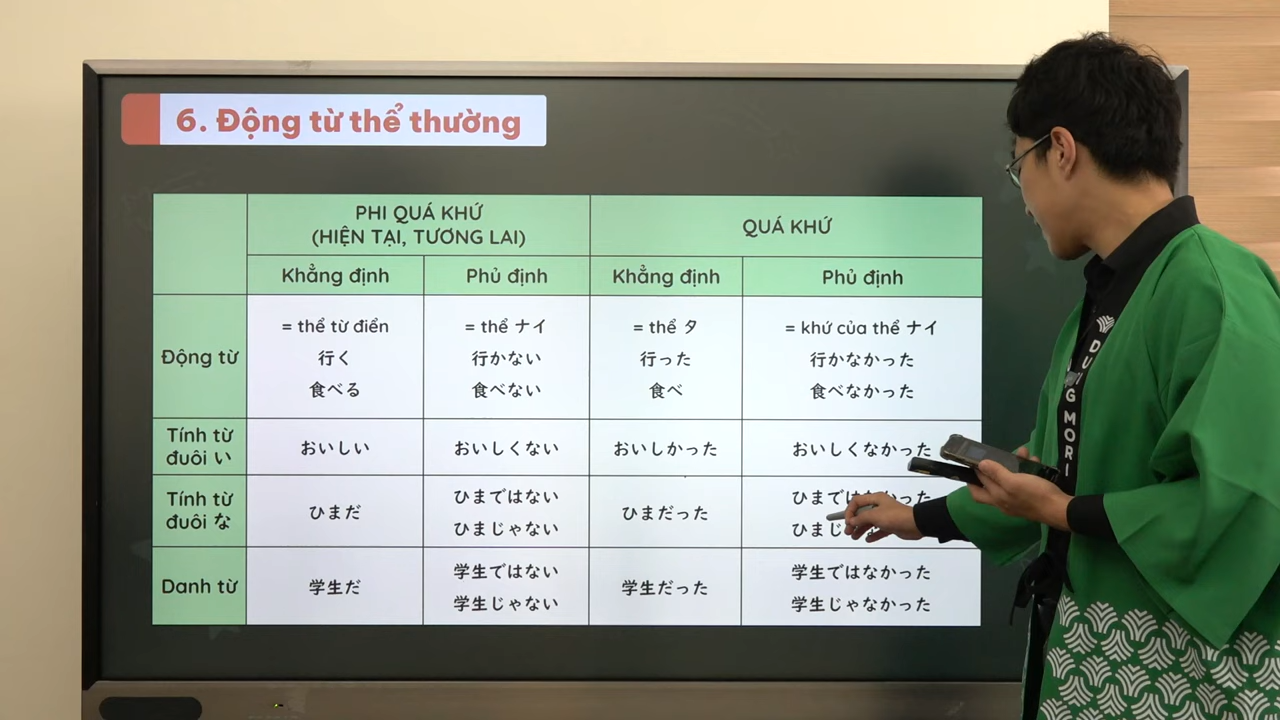 6. Động từ thể thường
PHI QUÁ KHỨ
(HIỆN TẠI, TƯƠNG LAI)
QUÁ KHỨ
Khẳng định
Phủ định
Khẳng định
Phủ định
Động từ
= thể từ điển
行く
食べる
= thể ナイ
行かない
食べない
= thể タ
行った
食べ
= khứ của thể ナイ
行かなかった
食べなかった
Tính từ
đuôi い
おいしい
おいしくない
おいしかった
おいしくなかった
Tính từ
đuôi な
ひまだ
ひまではない
ひまじゃない
ひまだった
Danh từ
学生だ
学生ではない
学生じゃない
学生だった
学生ではなかった
学生じゃなかった
MORI